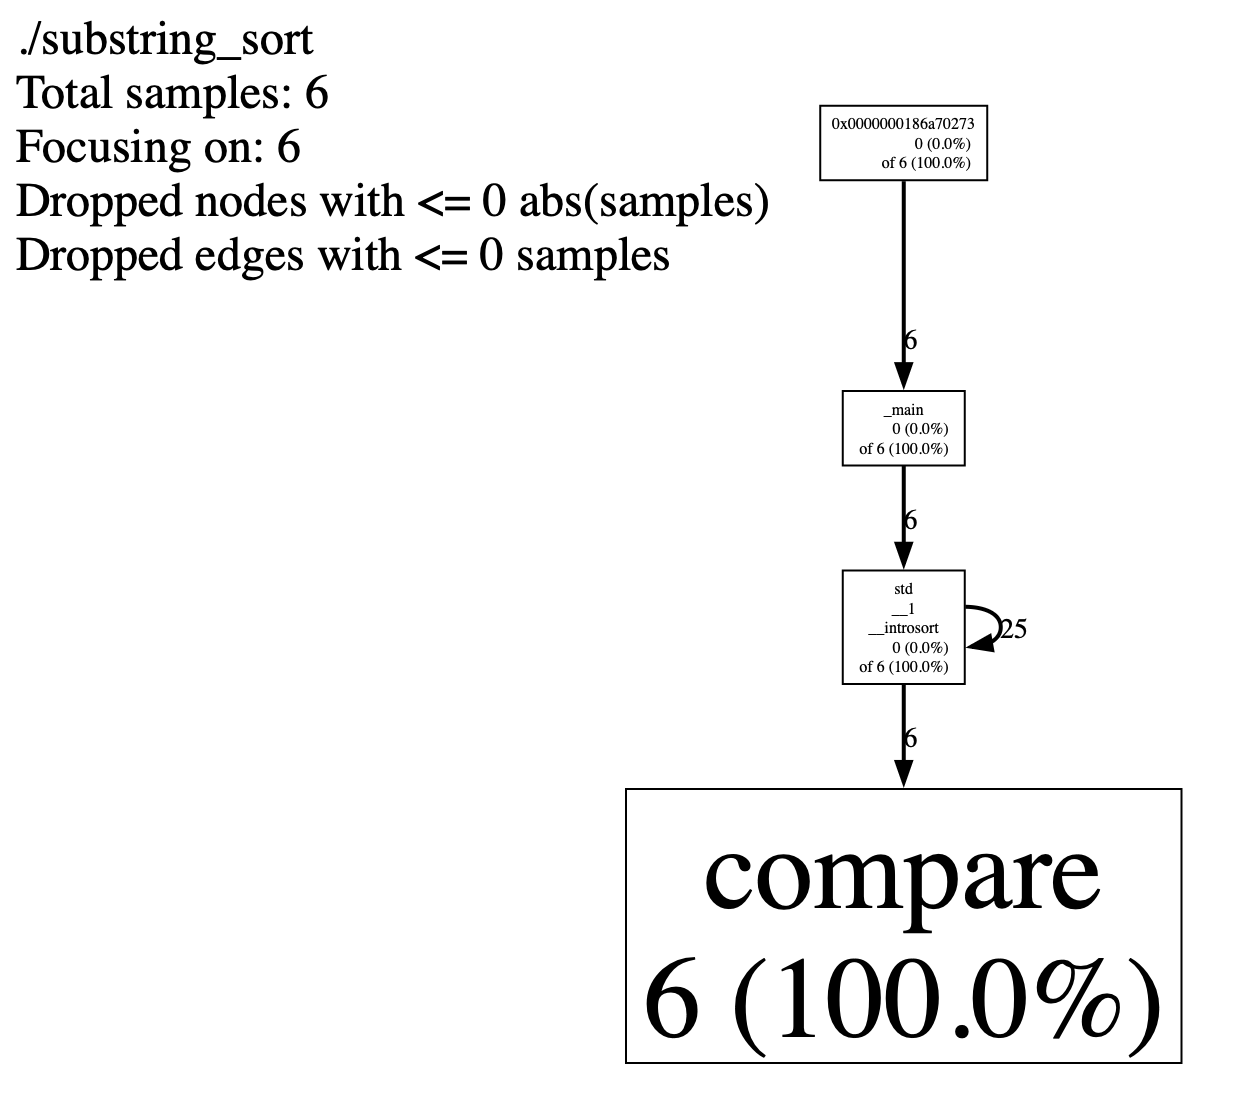 ./substring_sort
Total samples: 6
Focusing on: 6
Dropped nodes with <= 0 abs(samples)
Dropped edges with <= 0 samples
0x0000000186a70273
0 (0.0%)
of 6 (100.0%)
6
_main
0 (0.0%)
of 6 (100.0%)
6
std
__1
__introsort
0 (0.0%)
of 6 (100.0%)
25
6
compare
6 (100.0%)